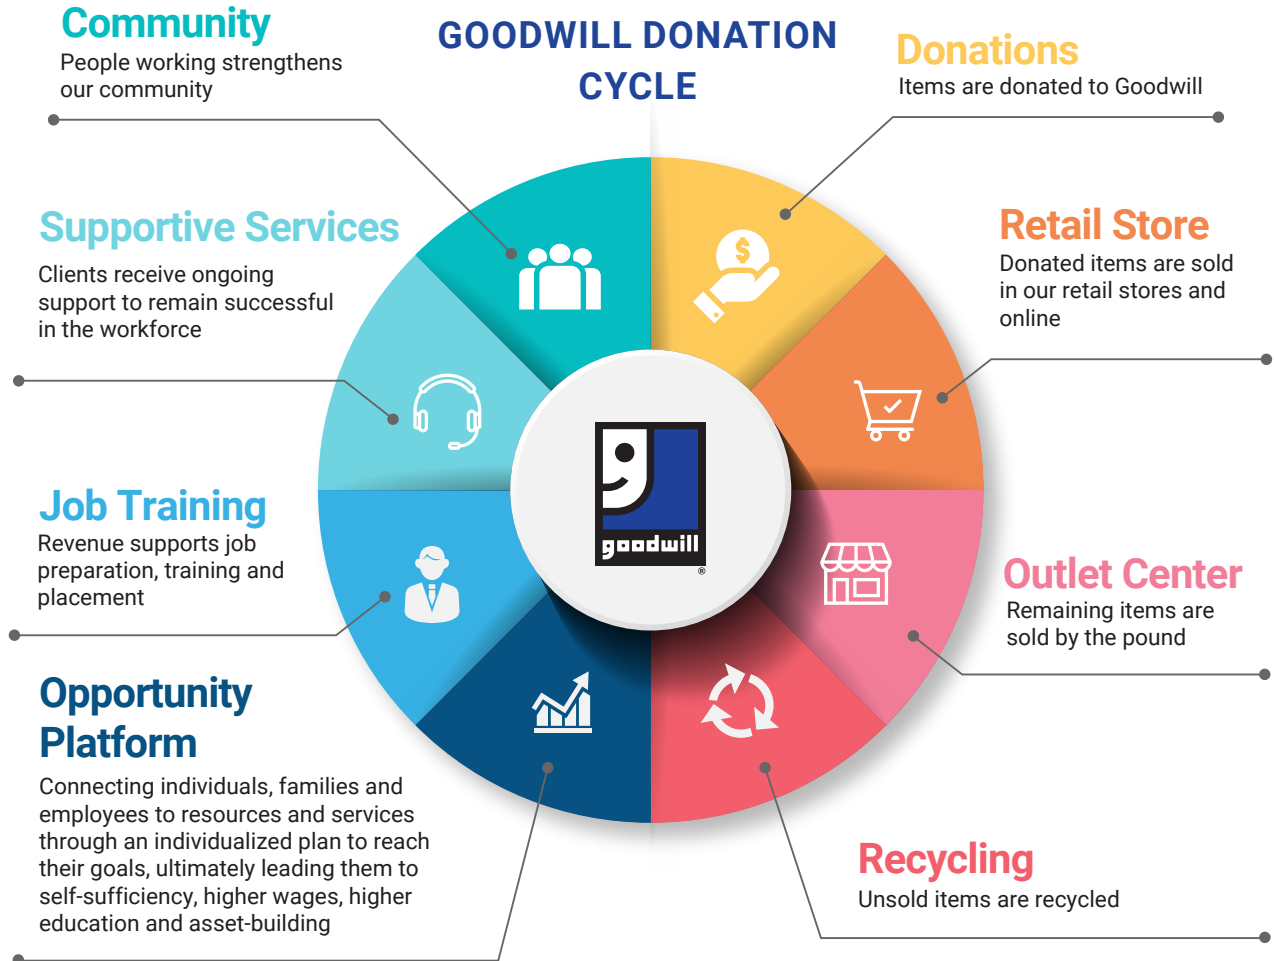 GOODWILL DONATION
CYCLE
Community
People working strengthens
our community
Donations
Items are donated to Goodwill
Supportive Services
Clients receive ongoing
support to remain successful
in the workforce
Retail Store
Donated items are sold
in our retail stores and
online
$
goodwill
®
Job Training
Revenue supports job
preparation, training and
placement
Outlet Center
Remaining items are
sold by the pound
Opportunity
Platform
Connecting individuals, families and
employees to resources and services
through an individualized plan to reach
their goals, ultimately leading them to
self-sufficiency, higher wages, higher
education and asset-building
Recycling
Unsold items are recycled